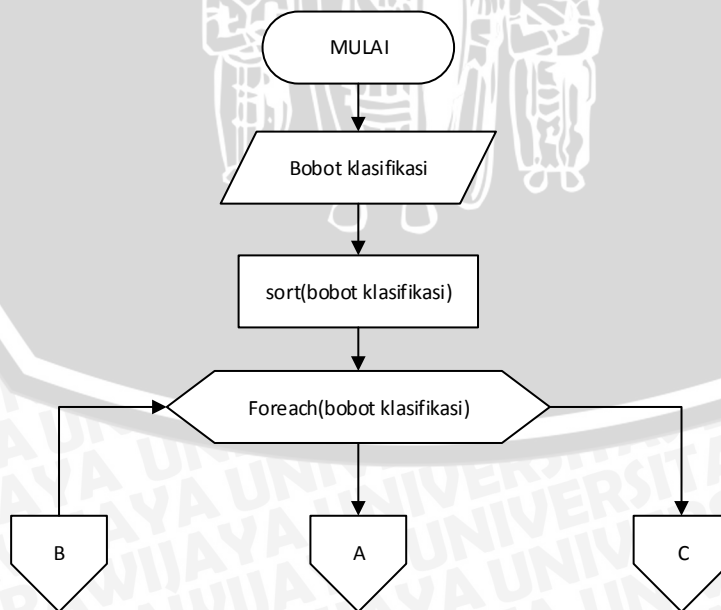 MULAI
Bobot klasifikasi
sort(bobot klasifikasi)
Foreach(bobot klasifikasi)
B
A
C